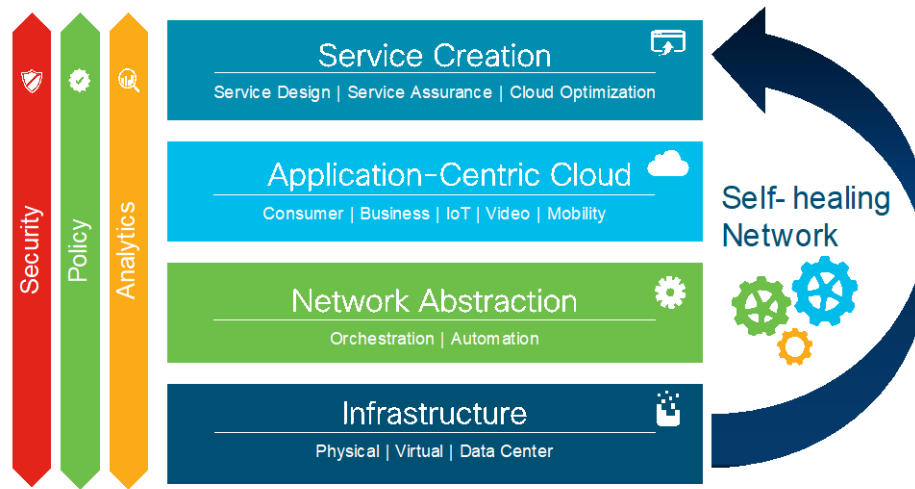 Security
Policy
Analytics
Service Creation
Service Design | Service Assurance | Cloud Optimization
Application-Centric Cloud
Consumer | Business | IoT | Video | Mobility
Network Abstraction
Orchestration | Automation
Infrastructure
Physical | Virtual | Data Center
Self- healing
Network